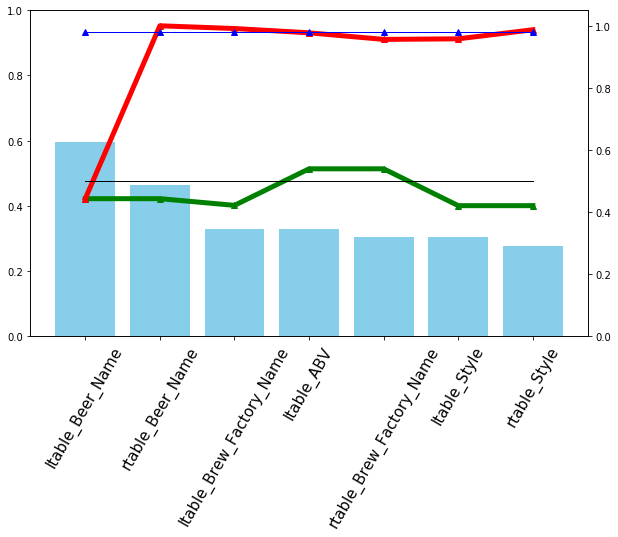 1.0
0.8
0.6
0.4
0.2
0.0
1.0
0.8
0.6
0.4
0.2
0.0
ltable_Beer_Name
rtable_Beer_Name
ltable_Brew_Factory_Name
ltable_ABV
rtable_Brew_Factory_Name
ltable_Style
rtable_Style